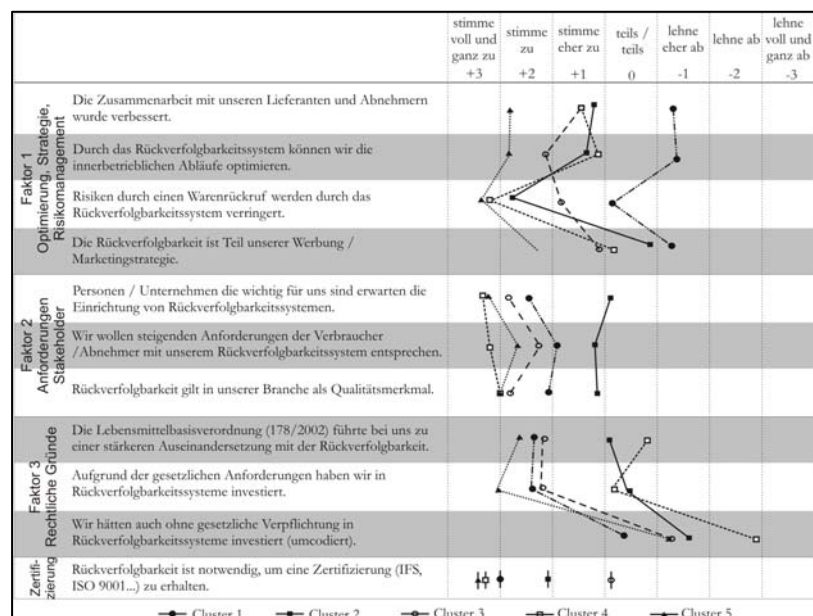 stimme voll und ganz zu
stimme zu
stimme eher zu
teils / teils
lehne eher ab
lehne ab
lehne voll und ganz ab
+3
+2
+1
0
-1
-2
-3
Faktor 1
Optimierung, Strategie,
Risikomanagement
Die Zusammenarbeit mit unseren Lieferanten und Abnehmern
wurde verbessert.
Durch das Rückverfolgbarkeitssystem können wir die
innerbetrieblichen Abläufe optimieren.
Risiken durch einen Warenrückruf werden durch das
Rückverfolgbarkeitssystem verringert.
Die Rückverfolgbarkeit ist Teil unserer Werbung /
Marketingstrategie.
Faktor 2
Anforderungen
Stakeholder
Personen / Unternehmen die wichtig für uns sind erwarten die
Einrichtung von Rückverfolgbarkeitssystemen.
Wir wollen steigenden Anforderungen der Verbraucher
/Abnehmer mit unserem Rückverfolgbarkeitssystem entsprechen.
Rückverfolgbarkeit gilt in unserer Branche als Qualitätsmerkmal.
Faktor 3
Rechtliche Gründe
Die Lebensmittelbasisverordnung (178/2002) führte bei uns zu
einer stärkeren Auseinandersetzung mit der Rückverfolgbarkeit.
Aufgrund der gesetzlichen Anforderungen haben wir in
Rückverfolgbarkeitssysteme investiert.
Wir hätten auch ohne gesetzliche Verpflichtung in
Rückverfolgbarkeitssysteme investiert (umcodiert).
Zertifi-
zierung
Rückverfolgbarkeit ist notwendig, um eine Zertifizierung (IFS,
ISO 9001...) zu erhalten.
Cluster 1
Cluster 2
Cluster 3
Cluster 4
Cluster 5